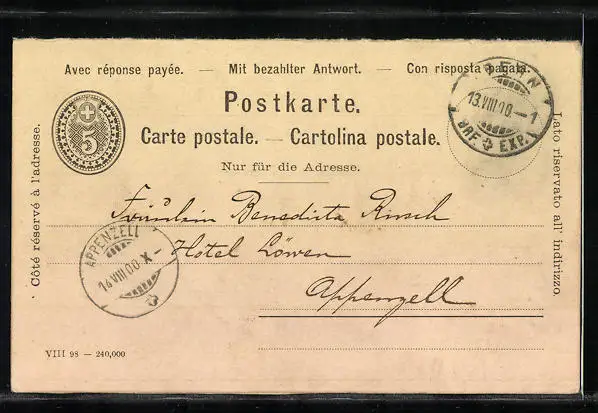 Avec réponse payée. — Mit bezahlter Antwort. — Con risposta pagata.
Postkarte.
Carte postale. — Cartolina postale.
Nur für die Adresse.
5
BERN
13.VIII.00–1
BRF. EXP.
Côté réservé à l'adresse.
Lato riservato all' indirizzo.
Fräulein Benedicta Rusch
Hotel Löwen
Appenzell
APPENZELL
14.VIII.00.X–
VIII 98 — 240,000